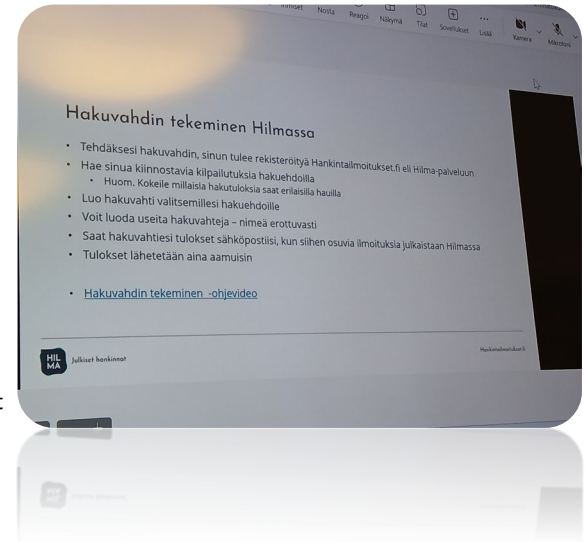 Nosta
Reagoi
Näkymä
Tilat
Sovellukset
Lisää
Kamera
Mikrofoni
Hakuvahdin tekeminen Hilmassa
• Tehdäksesi hakuvahdin, sinun tulee rekisteröityä Hankintailmoitukset.fi eli Hilma-palveluun
• Hae sinua kiinnostavia kilpailutuksia hakuehdoilla
• Huom. Kokeile millaisia hakutuloksia saat erilaisilla hauilla
• Luo hakuvahti valitsemillesi hakuehdoille
• Voit luoda useita hakuvahteja – nimeä erottuvasti
• Saat hakuvahtiesi tulokset sähköpostiisi, kun siihen osuvia ilmoituksia julkaistaan Hilmassa
• Tulokset lähetetään aina aamuisin
• Hakuvahdin tekeminen -ohjevideo
HIL
MA
Julkiset hankinnat
Hankintailmoitukset.fi